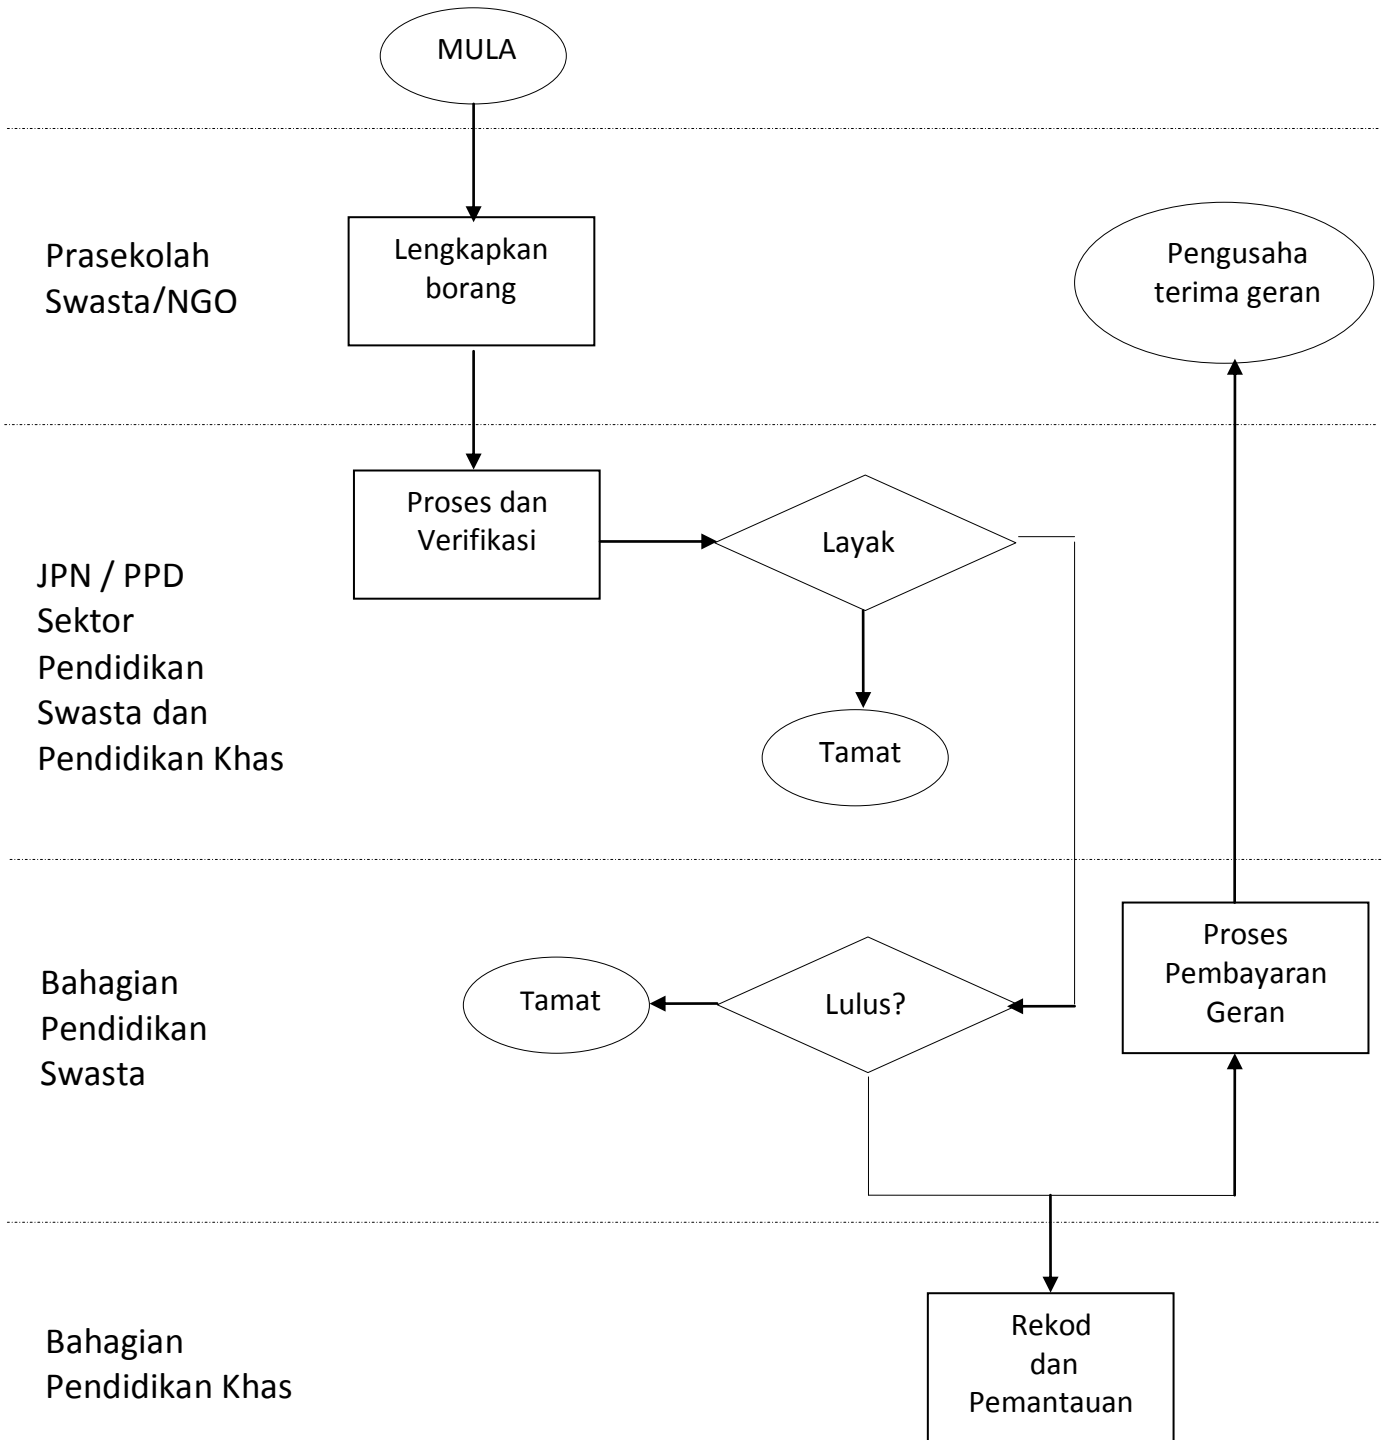 MULA
Prasekolah
Swasta/NGO
Lengkapkan
borang
Pengusaha
terima geran
JPN / PPD
Sektor
Pendidikan
Swasta dan
Pendidikan Khas
Proses dan
Verifikasi
Layak
Tamat
Bahagian
Pendidikan
Swasta
Tamat
Lulus?
Proses
Pembayaran
Geran
Bahagian
Pendidikan Khas
Rekod
dan
Pemantauan